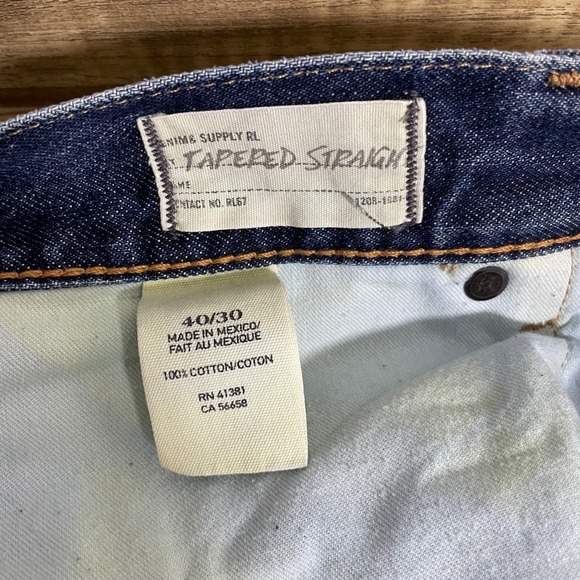 NIM& SUPPLY RL
T TAPERED STRAIGH
AME
NTACT NO. RL67 1208-1881
40/30
MADE IN MEXICO/
FAIT AU MEXIQUE
100% COTTON/COTON
RN 41381
CA 56658